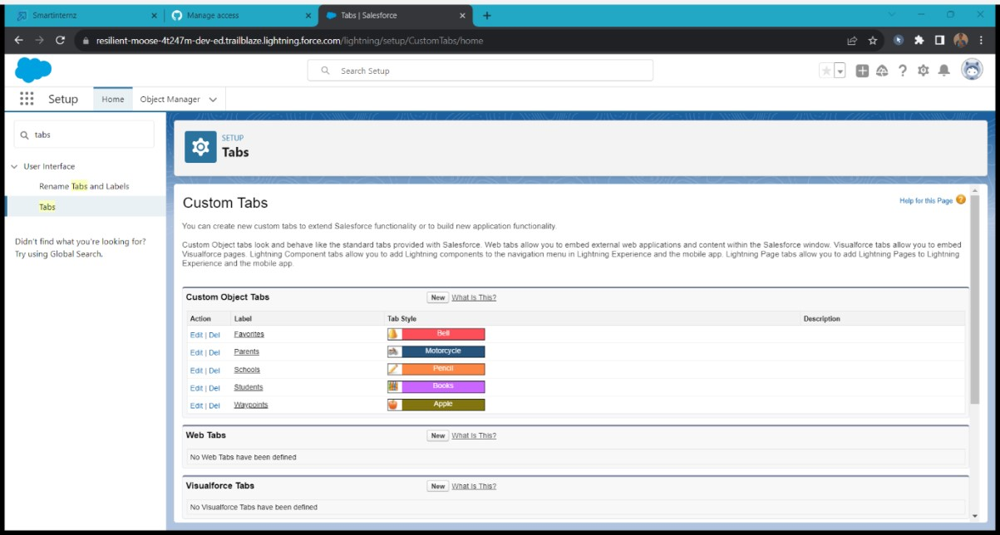 Smartinternz
Manage access
Tabs | Salesforce
resilient-moose-4t247m-dev-ed.trailblaze.lightning.force.com/lightning/setup/CustomTabs/home
Search Setup
Setup
Home
Object Manager
tabs
User Interface
Rename Tabs and Labels
Tabs
Didn't find what you're looking for?
Try using Global Search.
SETUP
Tabs
Custom Tabs
Help for this Page
You can create new custom tabs to extend Salesforce functionality or to build new application functionality.
Custom Object tabs look and behave like the standard tabs provided with Salesforce. Web tabs allow you to embed external web applications and content within the Salesforce window. Visualforce tabs allow you to embed
Visualforce pages. Lightning Component tabs allow you to add Lightning components to the navigation menu in Lightning Experience and the mobile app. Lightning Page tabs allow you to add Lightning Pages to Lightning
Experience and the mobile app.
Custom Object Tabs New What Is This?
Action Label Tab Style Description
Edit | Del Favorites Bell
Edit | Del Parents Motorcycle
Edit | Del Schools Pencil
Edit | Del Students Books
Edit | Del Waypoints Apple
Web Tabs New What Is This?
No Web Tabs have been defined
Visualforce Tabs New What Is This?
No Visualforce Tabs have been defined